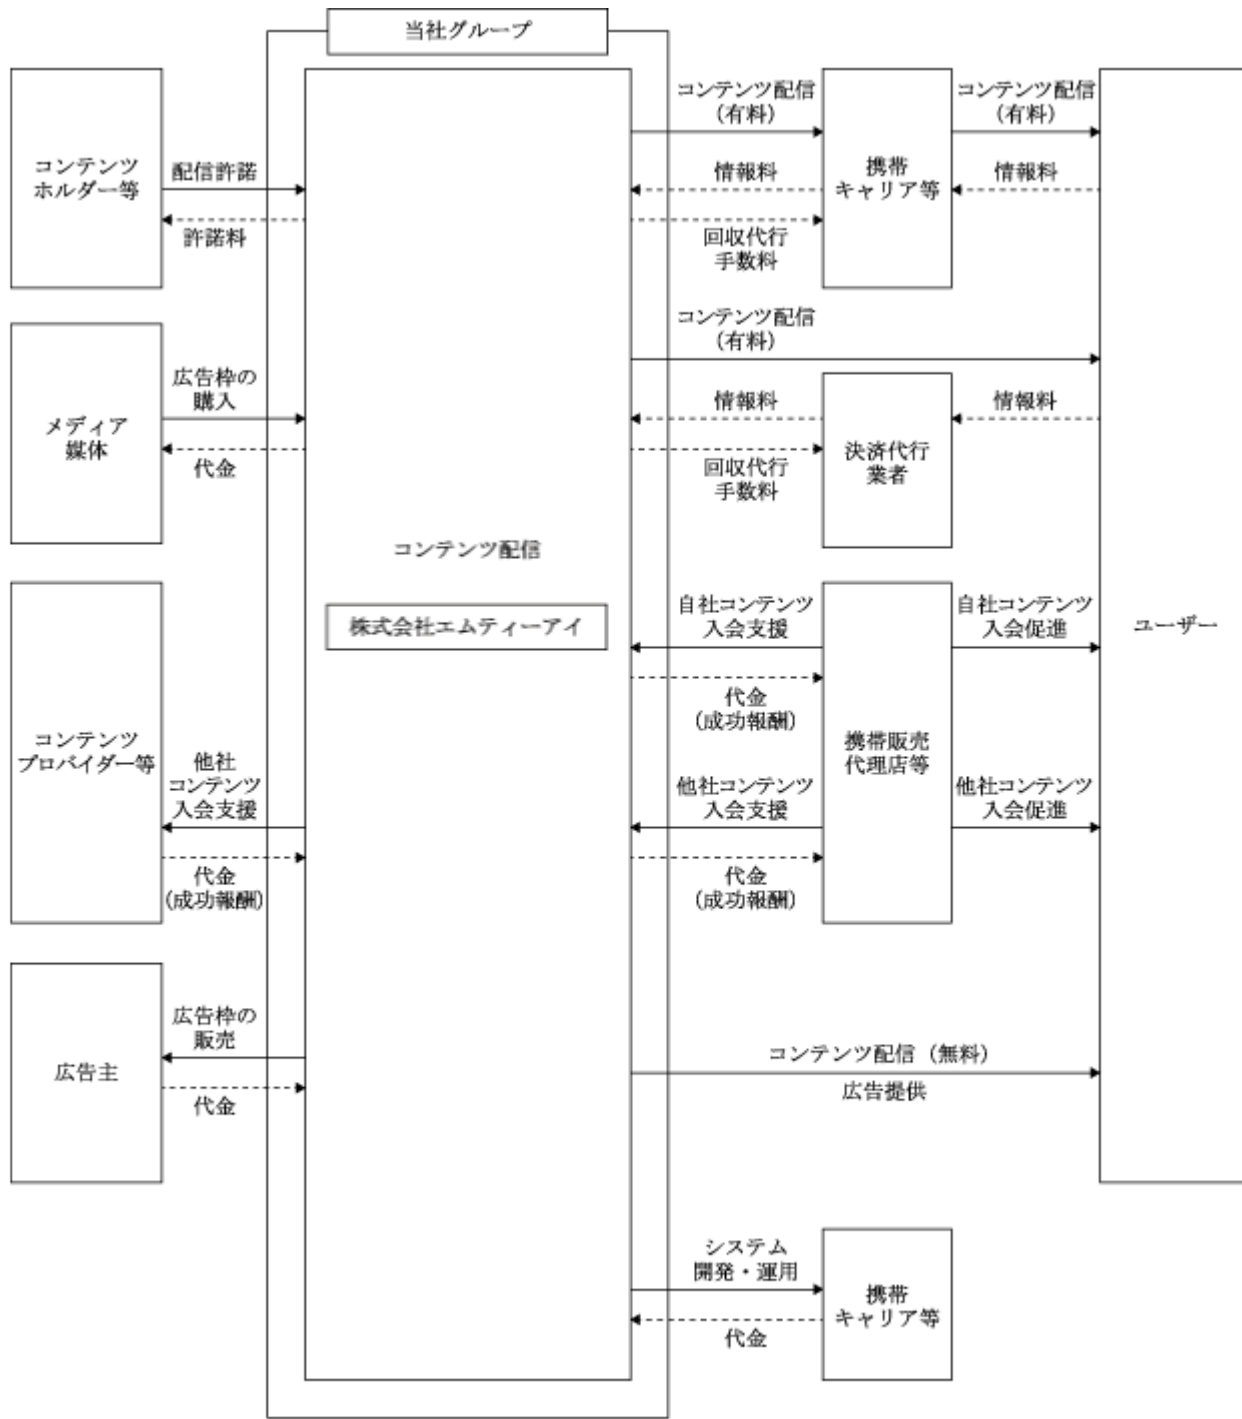 当社グループ
コンテンツ
ホルダー等
配信許諾
許諾料
コンテンツ配信
(有料)
情報料
回収代行
手数料
携帯
キャリア等
コンテンツ配信
(有料)
情報料
メディア
媒体
広告枠の
購入
代金
コンテンツ配信
(有料)
情報料
回収代行
手数料
決済代行
業者
情報料
コンテンツ配信
株式会社エムティーアイ
コンテンツ
プロバイダー等
他社
コンテンツ
入会支援
代金
(成功報酬)
自社コンテンツ
入会支援
代金
(成功報酬)
他社コンテンツ
入会支援
代金
(成功報酬)
携帯販売
代理店等
自社コンテンツ
入会促進
他社コンテンツ
入会促進
ユーザー
広告主
広告枠の
販売
代金
コンテンツ配信（無料）
広告提供
システム
開発・運用
代金
携帯
キャリア等